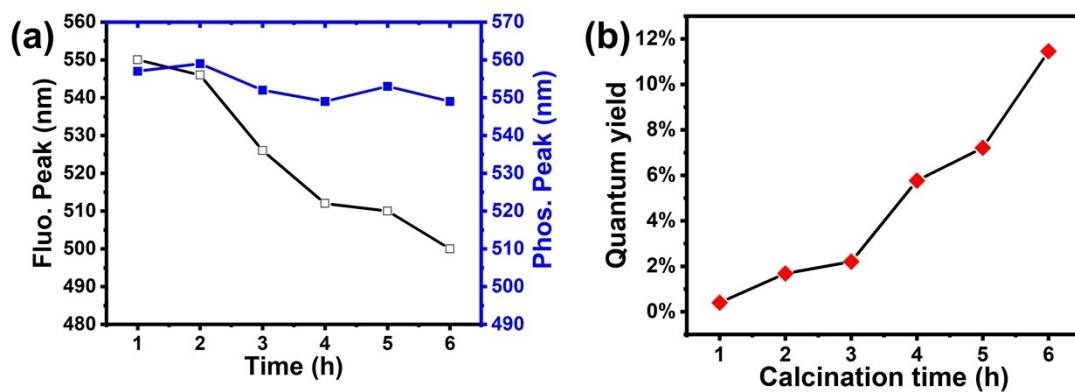 (a)
Fluo. Peak (nm)
560
550
540
530
520
510
500
490
480
1 2 3 4 5 6
Time (h)
570
560
550
540
530
520
510
500
490
Phos. Peak (nm)
(b)
Quantum yield
12%
10%
8%
6%
4%
2%
0%
1 2 3 4 5 6
Calcination time (h)